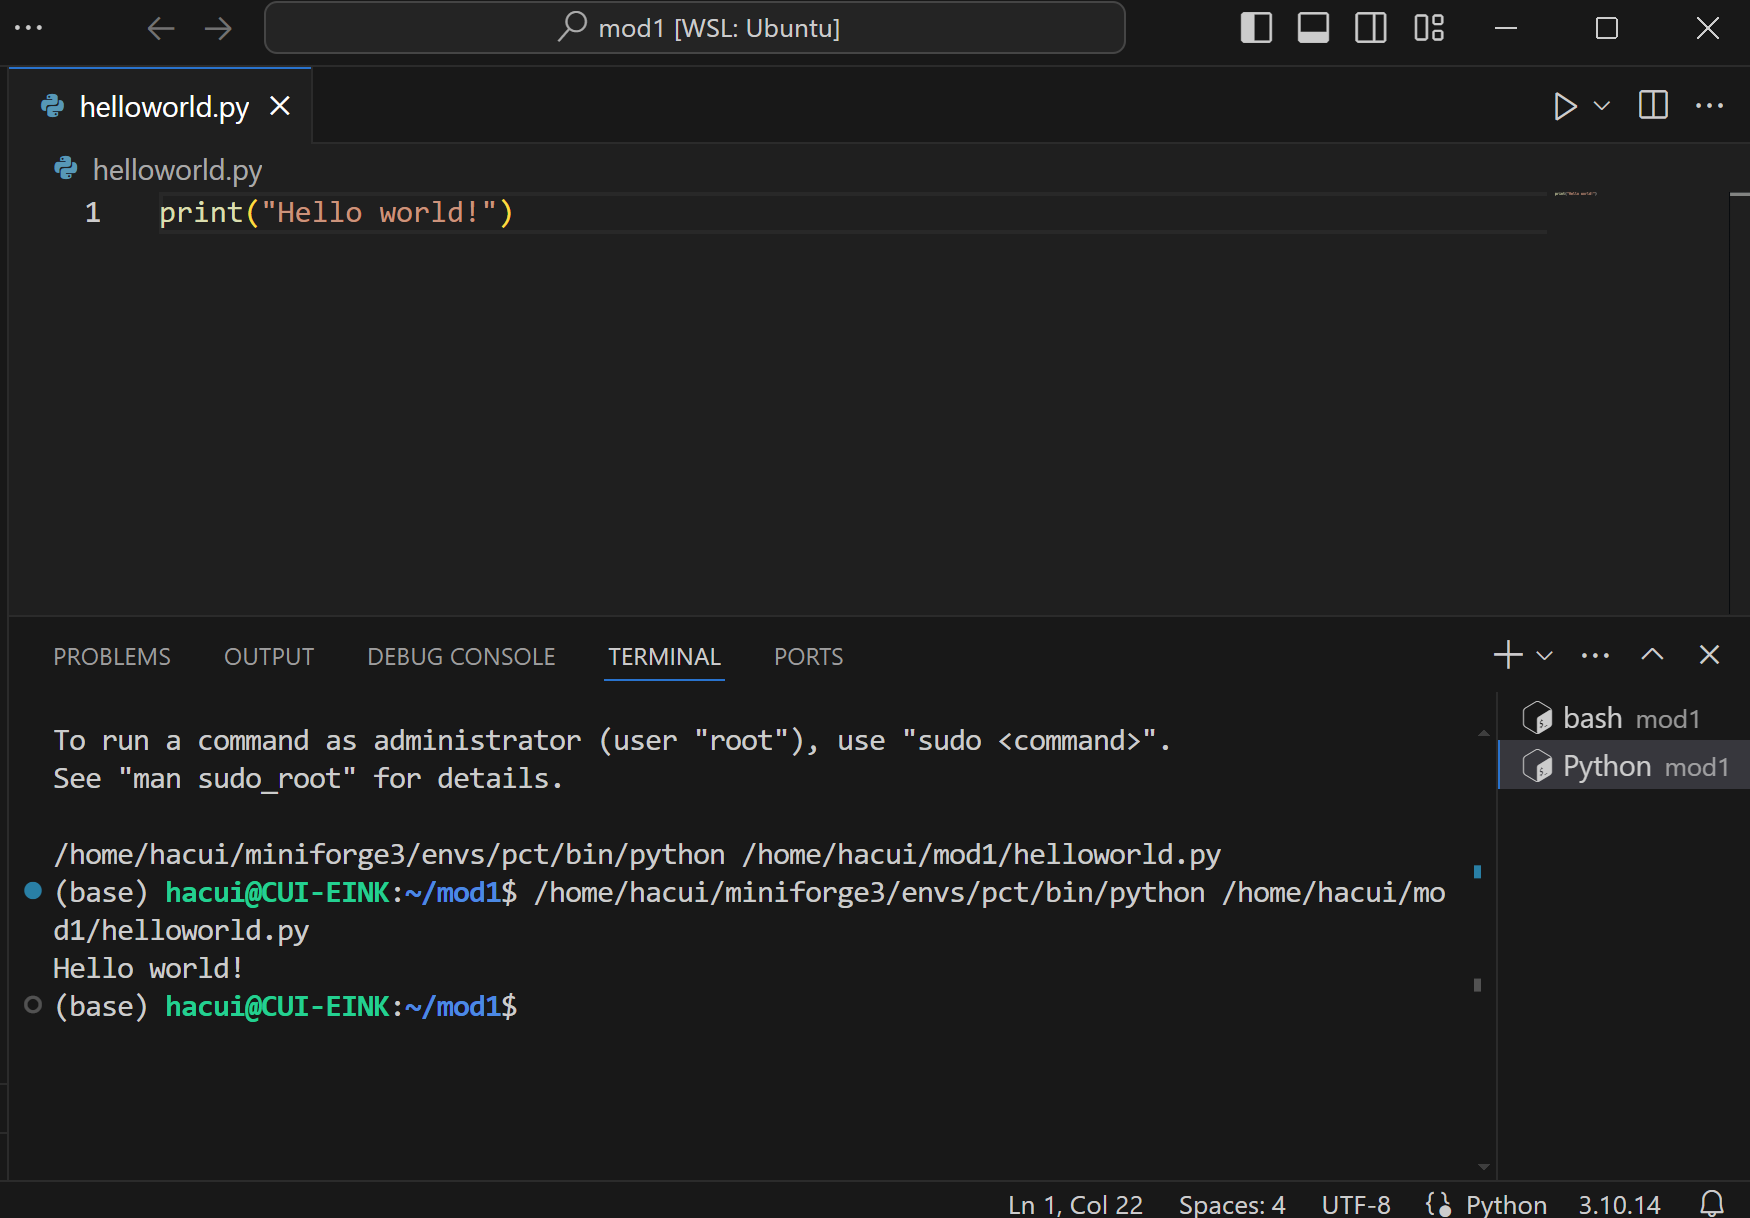 mod1 [WSL: Ubuntu]
helloworld.py
helloworld.py
1 print("Hello world!")
PROBLEMS OUTPUT DEBUG CONSOLE TERMINAL PORTS
bash mod1
Python mod1
To run a command as administrator (user "root"), use "sudo <command>".
See "man sudo_root" for details.
/home/hacui/miniforge3/envs/pct/bin/python /home/hacui/mod1/helloworld.py
(base) hacui@CUI-EINK:~/mod1$ /home/hacui/miniforge3/envs/pct/bin/python /home/hacui/mo
d1/helloworld.py
Hello world!
(base) hacui@CUI-EINK:~/mod1$
Ln 1, Col 22 Spaces: 4 UTF-8 Python 3.10.14